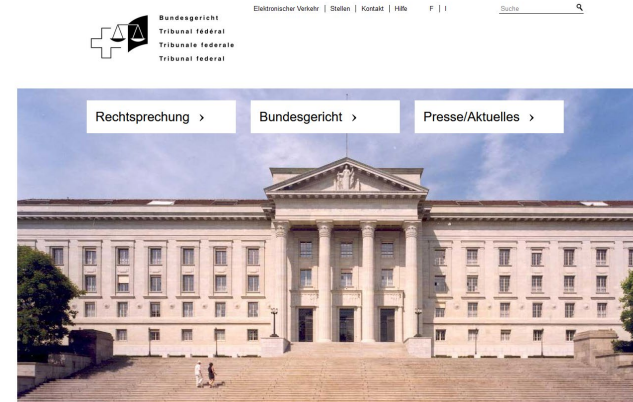 Elektronischer Verkehr | Stellen | Kontakt | Hilfe F | I Suche
Bundesgericht
Tribunal fédéral
Tribunale federale
Tribunal federal
Rechtsprechung › Bundesgericht › Presse/Aktuelles ›